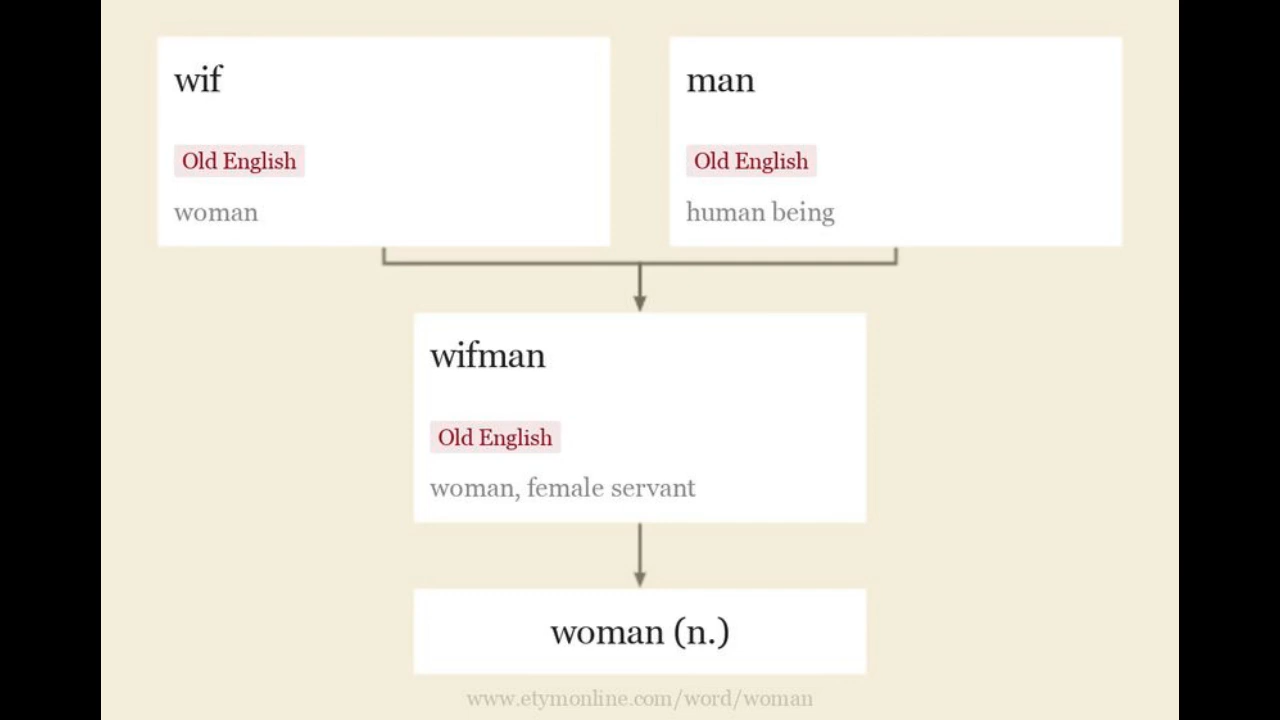 wif
Old English
woman
man
Old English
human being
wifman
Old English
woman, female servant
woman (n.)
www.etymonline.com/word/woman